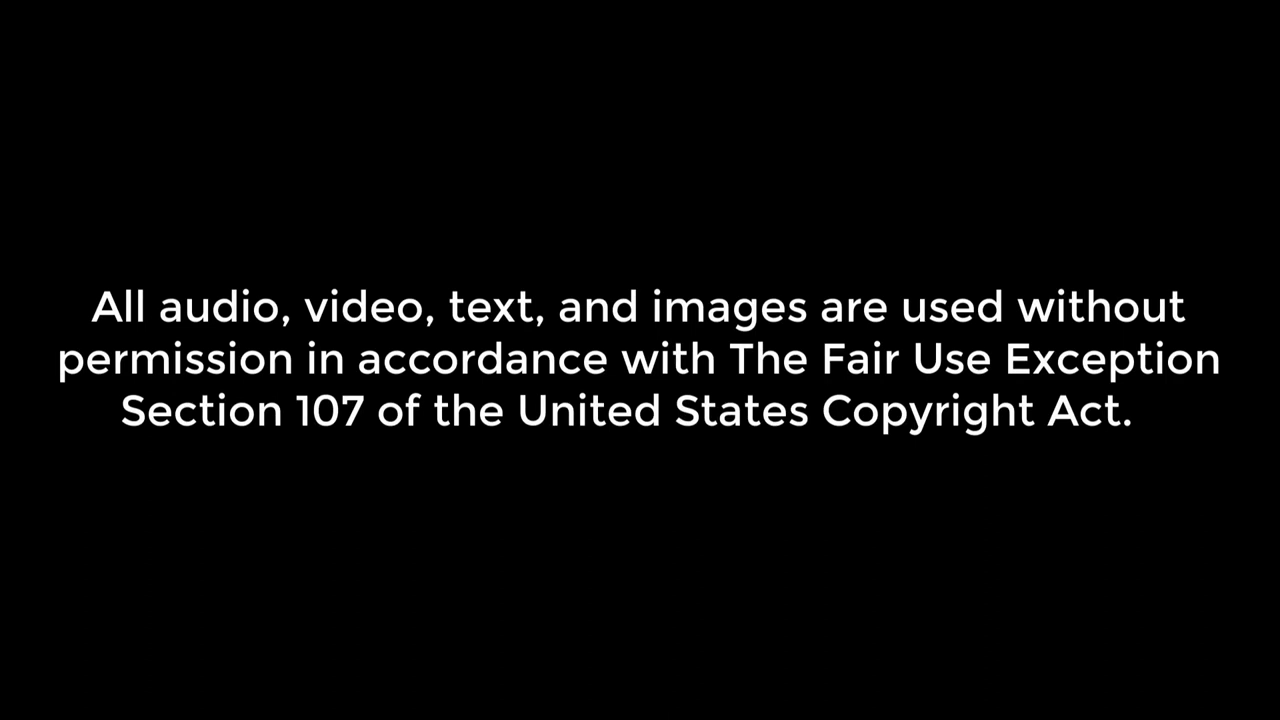 All audio, video, text, and images are used without
permission in accordance with The Fair Use Exception
Section 107 of the United States Copyright Act.